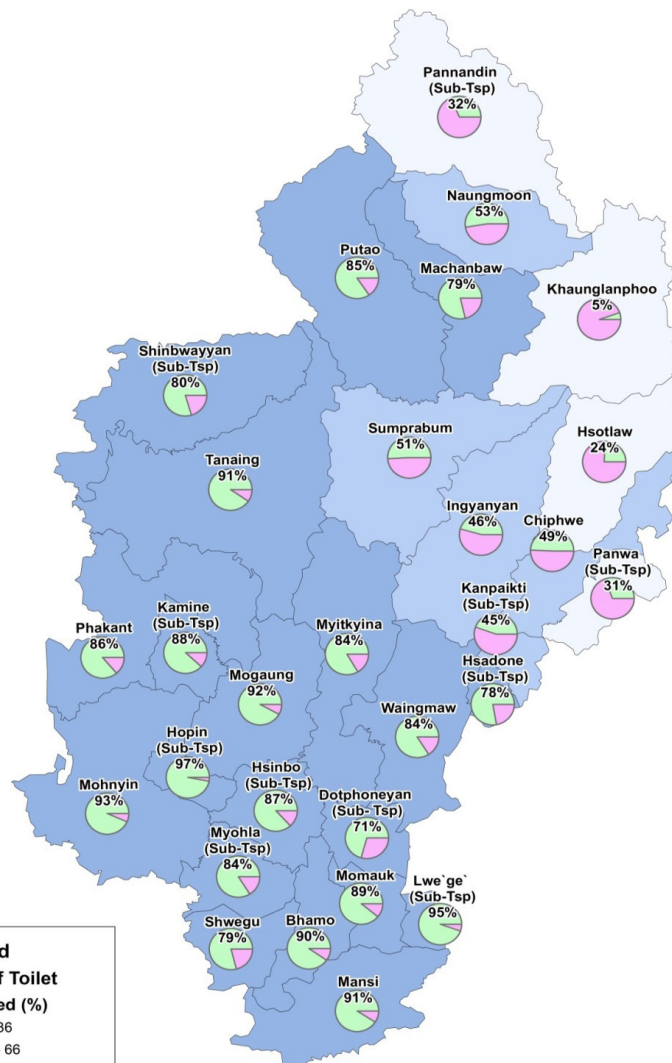 Pannandin
(Sub-Tsp)
32%
Naungmoon
53%
Putao
85%
Machanbaw
79%
Khaunglanphoo
5%
Shinbwayyan
(Sub-Tsp)
80%
Sumprabum
51%
Hsotlaw
24%
Tanaing
91%
Ingyanyan
46%
Chiphwe
49%
Panwa
(Sub-Tsp)
31%
Kanpaikti
(Sub-Tsp)
45%
Phakant
86%
Kamine
(Sub-Tsp)
88%
Myitkyina
84%
Hsadone
(Sub-Tsp)
78%
Mogaung
92%
Waingmaw
84%
Hopin
(Sub-Tsp)
97%
Mohnyin
93%
Hsinbo
(Sub-Tsp)
87%
Dotphoneyan
(Sub- Tsp)
71%
Myohla
(Sub-Tsp)
84%
Momauk
89%
Lwe`ge`
(Sub-Tsp)
95%
Shwegu
79%
Bhamo
90%
Mansi
91%
d
f Toilet
ed (%)
36
66